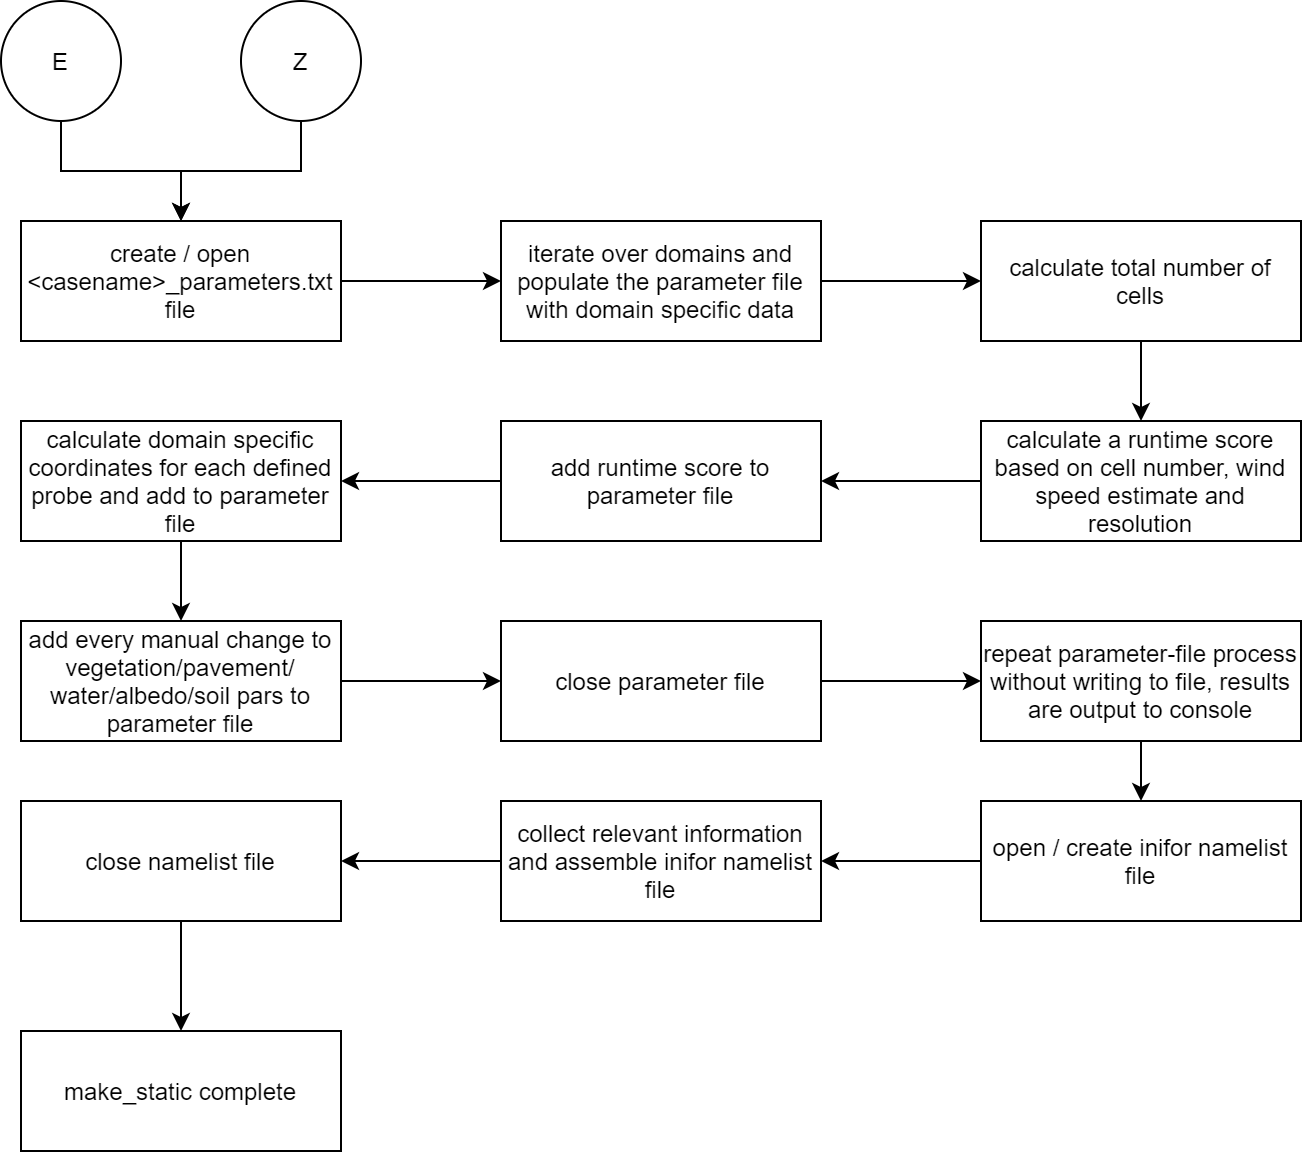 E
Z
create / open
<casename>_parameters.txt
file
iterate over domains and
populate the parameter file
with domain specific data
calculate total number of
cells
calculate a runtime score
based on cell number, wind
speed estimate and
resolution
add runtime score to
parameter file
calculate domain specific
coordinates for each defined
probe and add to parameter
file
add every manual change to
vegetation/pavement/
water/albedo/soil pars to
parameter file
close parameter file
repeat parameter-file process
without writing to file, results
are output to console
open / create inifor namelist
file
collect relevant information
and assemble inifor namelist
file
close namelist file
make_static complete